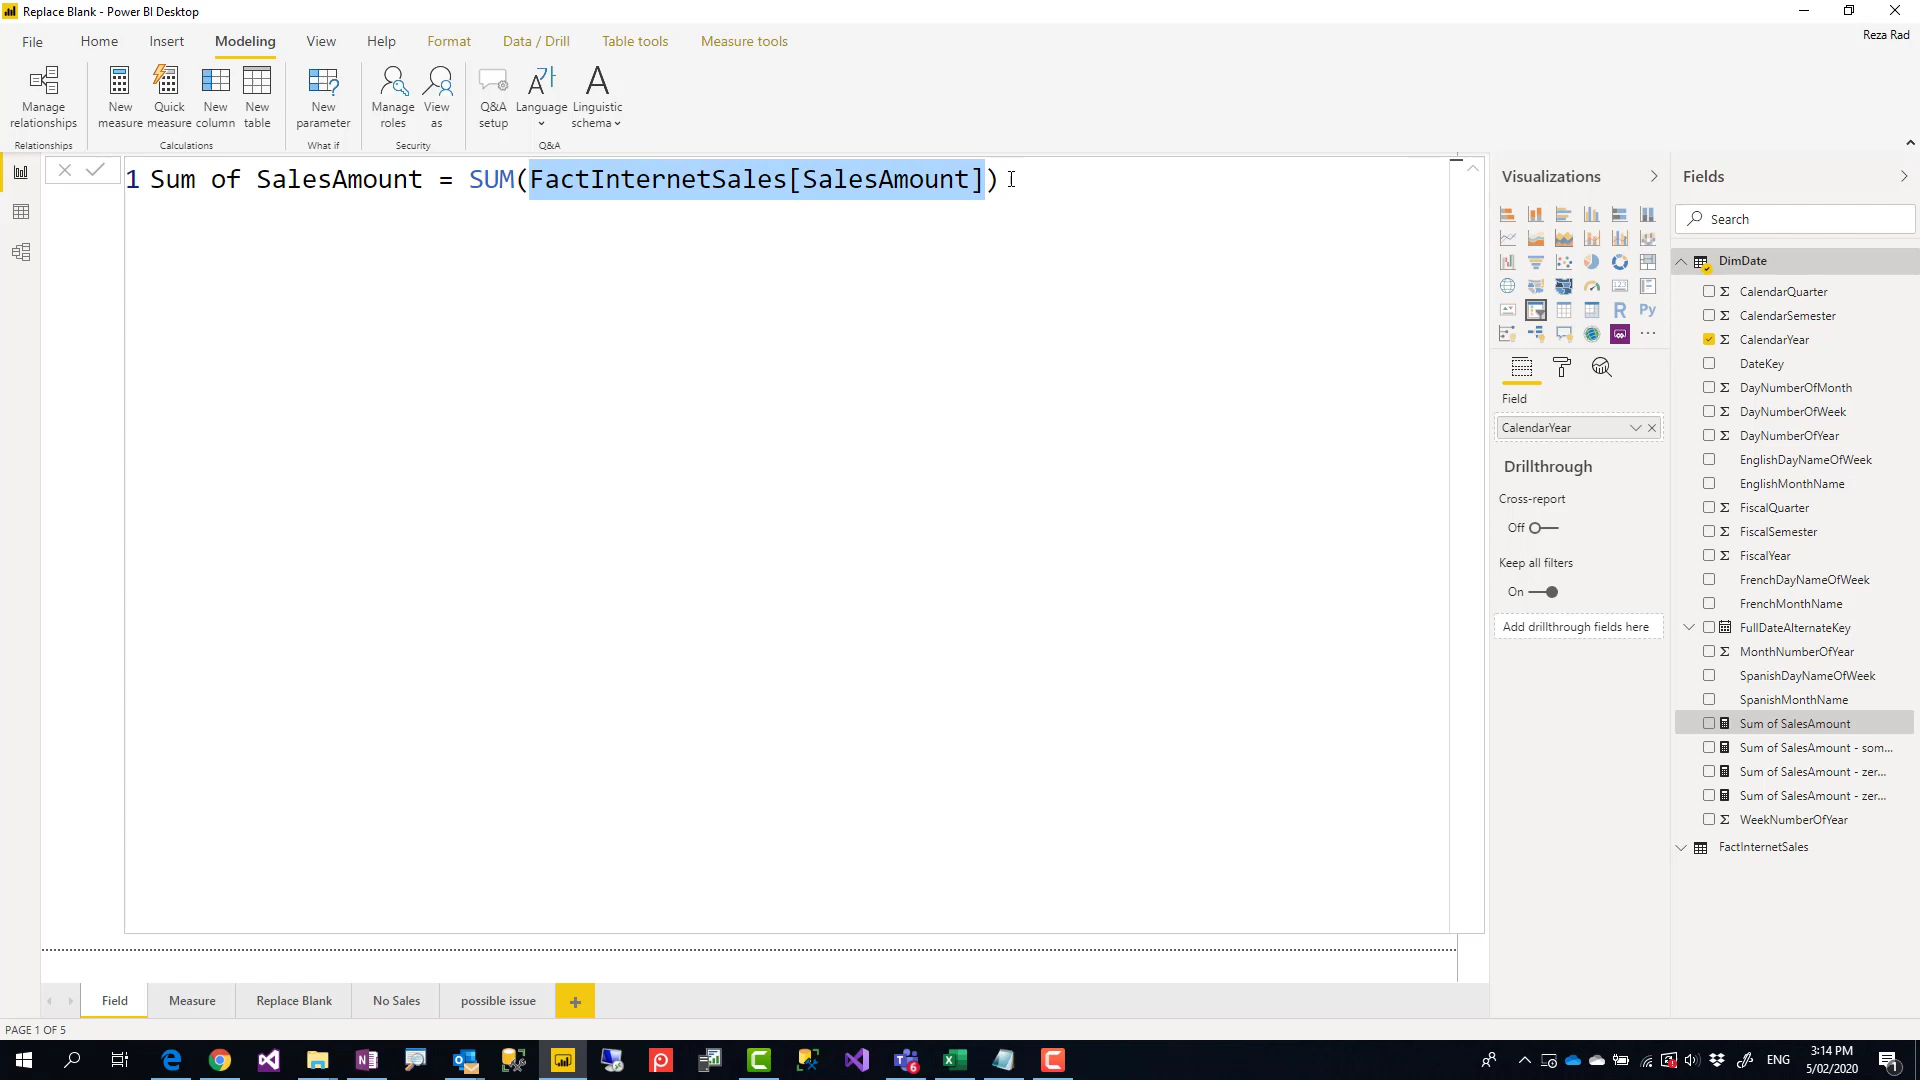 Replace Blank - Power BI Desktop
Reza Rad
File Home Insert Modeling View Help Format Data / Drill Table tools Measure tools
Manage relationships
New measure
Quick measure
New column
New table
New parameter
Manage roles
View as
Q&A setup
Language
Linguistic schema
Relationships
Calculations
What if
Security
Q&A
1 Sum of SalesAmount = SUM(FactInternetSales[SalesAmount])
Visualizations
R
Py
123
Field
CalendarYear
Drillthrough
Cross-report
Off
Keep all filters
On
Add drillthrough fields here
Fields
Search
DimDate
CalendarQuarter
CalendarSemester
CalendarYear
DateKey
DayNumberOfMonth
DayNumberOfWeek
DayNumberOfYear
EnglishDayNameOfWeek
EnglishMonthName
FiscalQuarter
FiscalSemester
FiscalYear
FrenchDayNameOfWeek
FrenchMonthName
FullDateAlternateKey
MonthNumberOfYear
SpanishDayNameOfWeek
SpanishMonthName
Sum of SalesAmount
Sum of SalesAmount - som...
Sum of SalesAmount - zer...
Sum of SalesAmount - zer...
WeekNumberOfYear
FactInternetSales
Field Measure Replace Blank No Sales possible issue +
PAGE 1 OF 5
ENG
3:14 PM
5/02/2020